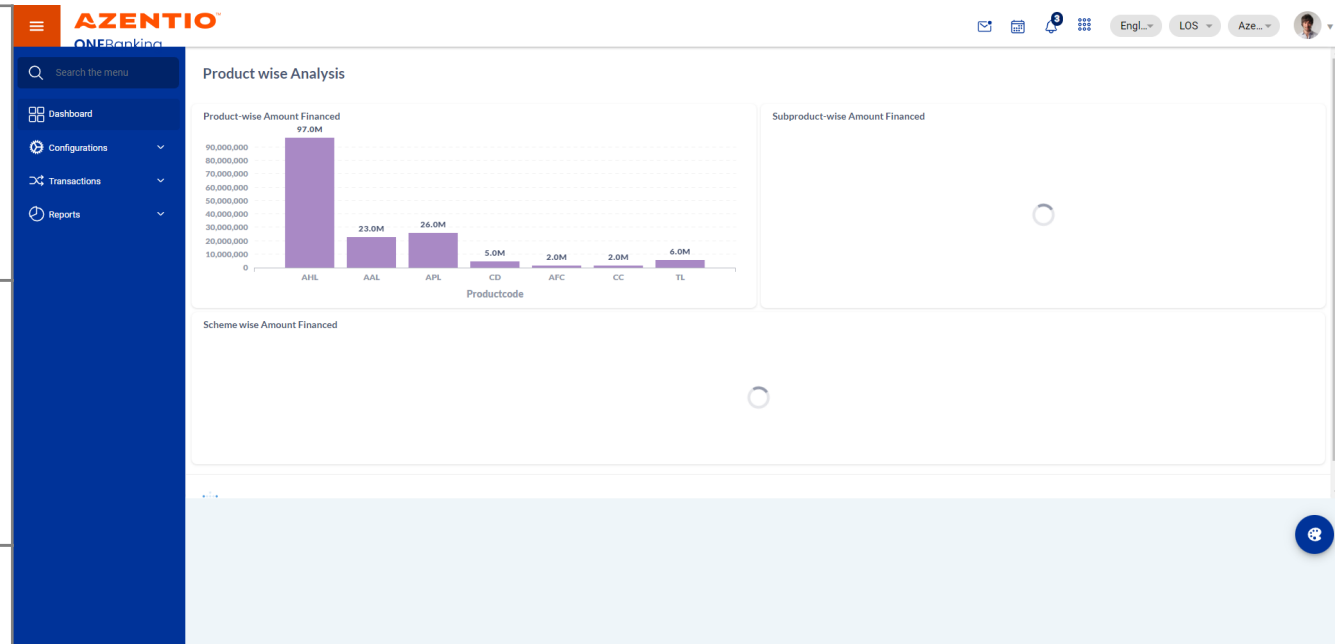 AZENTIO
ONEBanking
3
Engl...
LOS
Aze...
Search the menu
Dashboard
Configurations
Transactions
Reports
Product wise Analysis
Product-wise Amount Financed
97.0M
90,000,000
80,000,000
70,000,000
60,000,000
50,000,000
40,000,000
30,000,000
20,000,000
10,000,000
0
23.0M
26.0M
5.0M
2.0M
2.0M
6.0M
AHL AAL APL CD AFC CC TL
Productcode
Subproduct-wise Amount Financed
Scheme wise Amount Financed